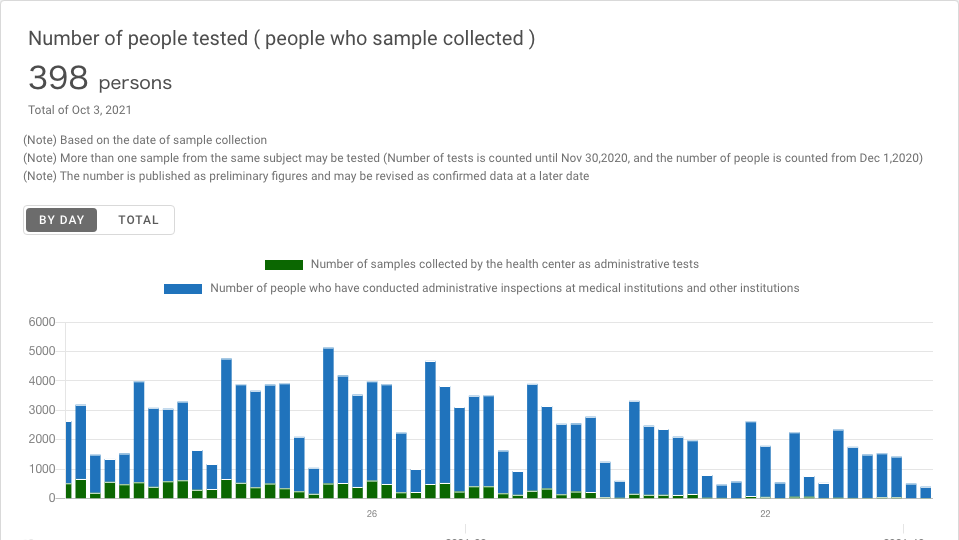 Number of people tested ( people who sample collected )
398 persons
Total of Oct 3, 2021
(Note) Based on the date of sample collection
(Note) More than one sample from the same subject may be tested (Number of tests is counted until Nov 30,2020, and the number of people is counted from Dec 1,2020)
(Note) The number is published as preliminary figures and may be revised as confirmed data at a later date
BY DAY TOTAL
Number of samples collected by the health center as administrative tests
Number of people who have conducted administrative inspections at medical institutions and other institutions
6000
5000
4000
3000
2000
1000
0
26 22